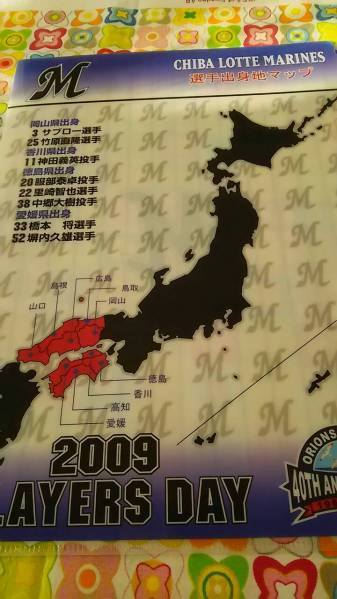 CHIBA LOTTE MARINES
選手出身地マップ
M
岡山県出身
3 サブロー選手
25 竹原直隆選手
香川県出身
11 神田義英投手
徳島県出身
20 服部泰卓投手
22 里崎智也選手
38 中郷大樹投手
愛媛県出身
33 橋本 将選手
52 塀内久雄選手
島根
広島
鳥取
山口
岡山
徳島
香川
高知
愛媛
2009
LAYERS DAY
ORIONS
40TH AN